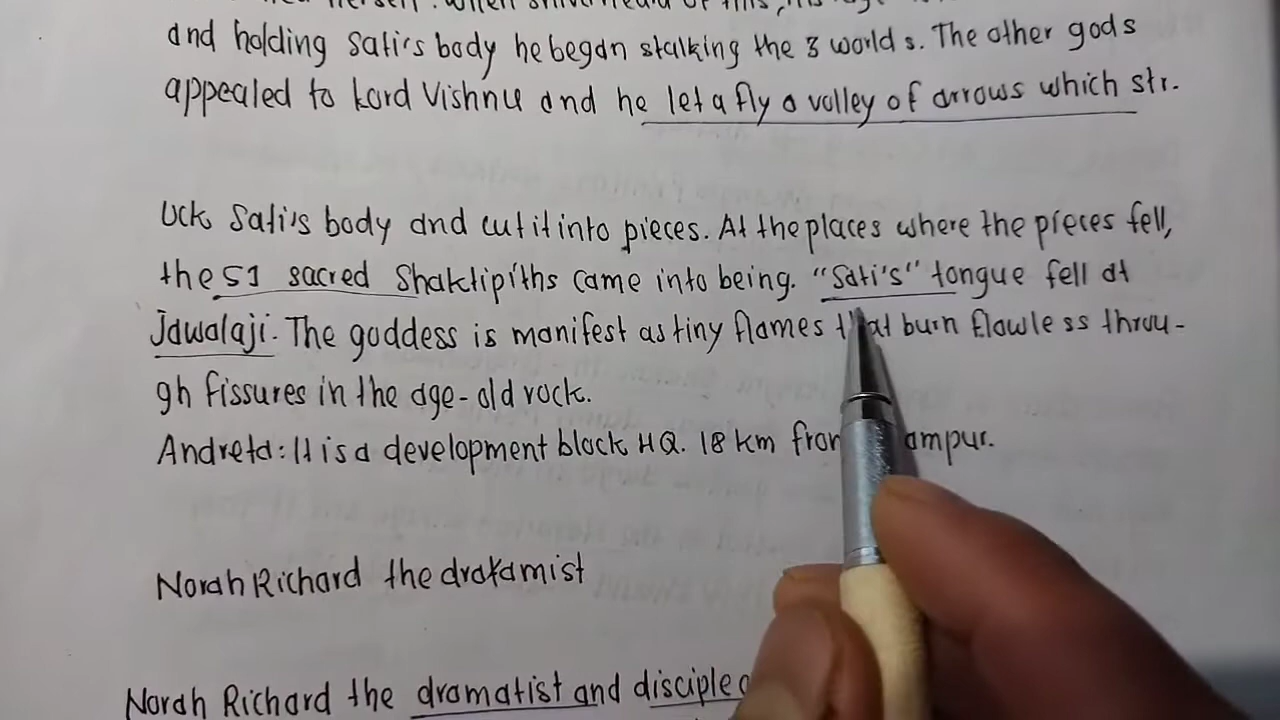 and holding Sati's body he began stalking the 3 worlds. The other gods
appealed to Lord Vishnu and he let a fly a valley of arrows which str.
uck Sati's body and cut it into pieces. At the places where the pieces fell,
the 51 sacred Shaktipiths came into being. "Sati's" tongue fell at
Jawalaji. The goddess is manifest as tiny flames that burn flawless throu-
gh fissures in the age-old rock.
Andreta: It is a development block HQ. 18 km from
Norah Richard the
Norah Richard the dramatist and disciple